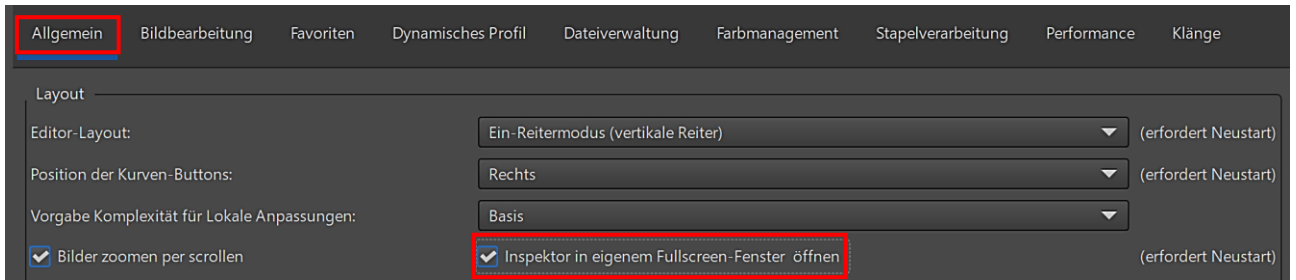 Allgemein Bildbearbeitung Favoriten Dynamisches Profil Dateiverwaltung Farbmanagement Stapelverarbeitung Performance Klänge
Layout
Editor-Layout: Ein-Reitermodus (vertikale Reiter) (erfordert Neustart)
Position der Kurven-Buttons: Rechts (erfordert Neustart)
Vorgabe Komplexität für Lokale Anpassungen: Basis
Bilder zoomen per scrollen Inspektor in eigenem Fullscreen-Fenster öffnen (erfordert Neustart)